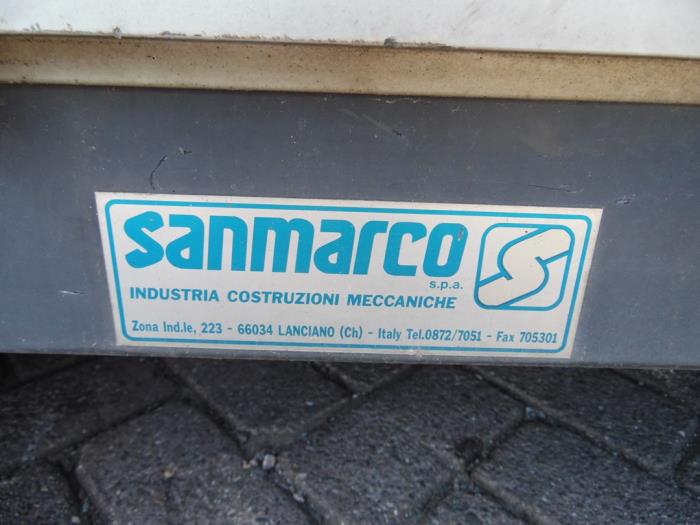 sanmarco
s.p.a.
INDUSTRIA COSTRUZIONI MECCANICHE
Zona Ind.le, 223 - 66034 LANCIANO (Ch) - Italy Tel.0872/7051 - Fax 705301